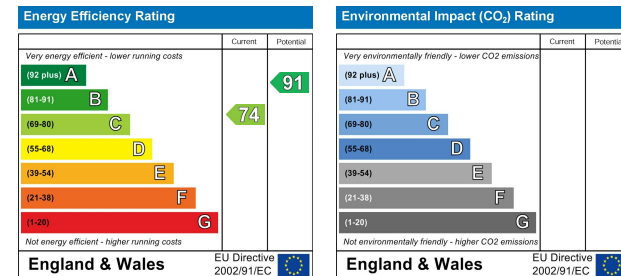 Energy Efficiency Rating
Current Potential
Very energy efficient - lower running costs
(92 plus) A
(81-91) B
(69-80) C
(55-68) D
(39-54) E
(21-38) F
(1-20) G
74
91
Not energy efficient - higher running costs
England & Wales
EU Directive
2002/91/EC
Environmental Impact (CO₂) Rating
Current Potentia
Very environmentally friendly - lower CO2 emissions
(92 plus) A
(81-91) B
(69-80) C
(55-68) D
(39-54) E
(21-38) F
(1-20) G
Not environmentally friendly - higher CO2 emissions
England & Wales
EU Directive
2002/91/EC